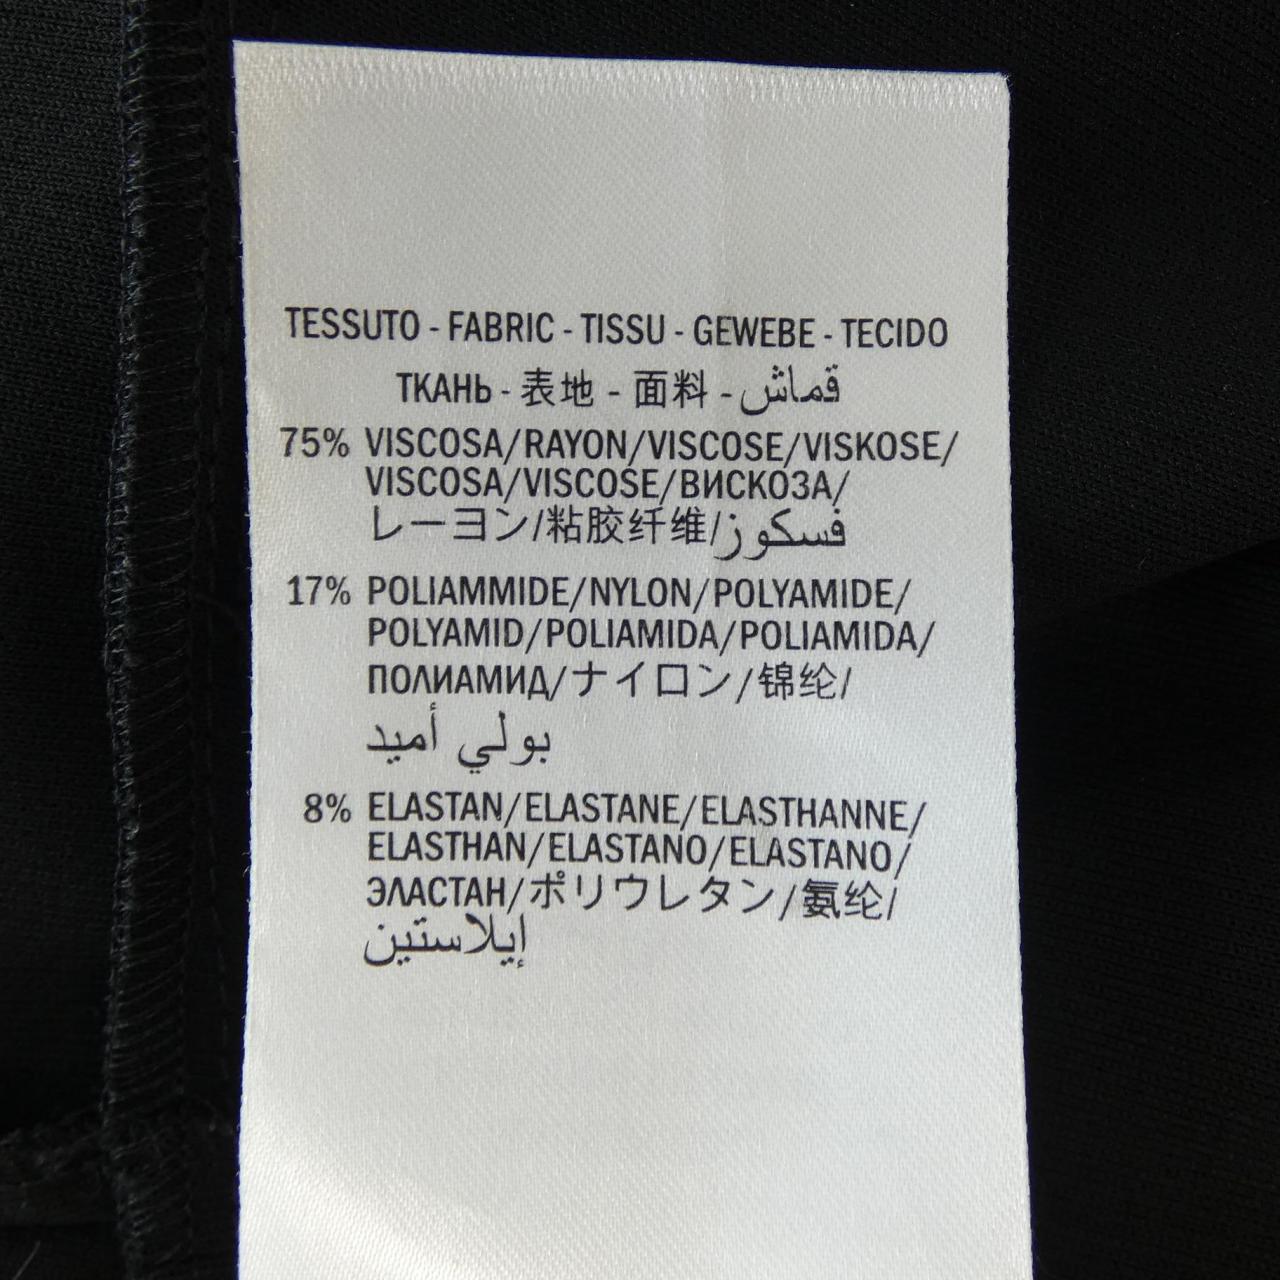 TESSUTO - FABRIC - TISSU - GEWEBE - TECIDO
ТКАНЬ - 表地 - 面料 - قماش
75% VISCOSA/RAYON/VISCOSE/VISKOSE/
VISCOSA/VISCOSE/ВИСКОЗА/
レーヨン/粘胶纤维/فسكوز
17% POLIAMMIDE/NYLON/POLYAMIDE/
POLYAMID/POLIAMIDA/POLIAMIDA/
ПОЛИАМИД/ナイロン/锦纶/
بولي أميد
8% ELASTAN/ELASTANE/ELASTHANNE/
ELASTHAN/ELASTANO/ELASTANO/
ЭЛАСТАН/ポリウレタン/氨纶/
إيلاستين